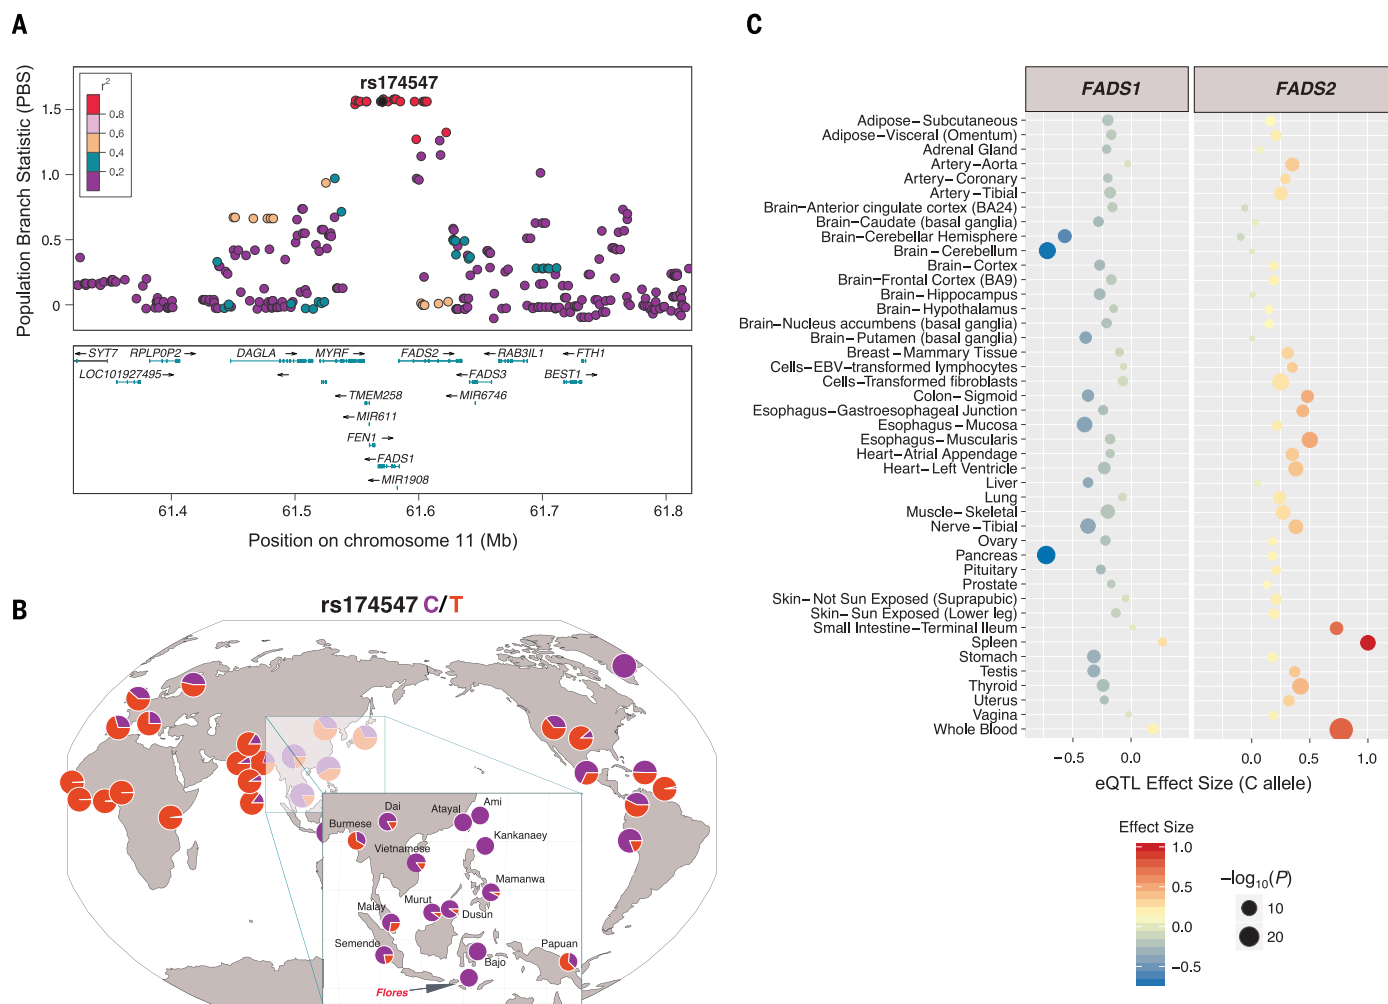 A
rs174547
r2
0.8
0.6
0.4
0.2
Population Branch Statistic (PBS)
1.5
1.0
0.5
0
SYT7
RPLP0P2
DAGLA
MYRF
FADS2
RAB3IL1
FTH1
LOC101927495
FADS3
BEST1
TMEM258
MIR6746
MIR611
FEN1
FADS1
MIR1908
61.4
61.5
61.6
61.7
61.8
Position on chromosome 11 (Mb)
B
rs174547 C/T
Dai
Atayal
Ami
Burmese
Kankanaey
Vietnamese
Mamanwa
Murut
Malay
Dusun
Semende
Papuan
Bajo
Flores
C
FADS1
FADS2
Adipose–Subcutaneous
Adipose–Visceral (Omentum)
Adrenal Gland
Artery–Aorta
Artery–Coronary
Artery–Tibial
Brain–Anterior cingulate cortex (BA24)
Brain–Caudate (basal ganglia)
Brain–Cerebellar Hemisphere
Brain–Cerebellum
Brain–Cortex
Brain–Frontal Cortex (BA9)
Brain–Hippocampus
Brain–Hypothalamus
Brain–Nucleus accumbens (basal ganglia)
Brain–Putamen (basal ganglia)
Breast–Mammary Tissue
Cells–EBV–transformed lymphocytes
Cells–Transformed fibroblasts
Colon–Sigmoid
Esophagus–Gastroesophageal Junction
Esophagus–Mucosa
Esophagus–Muscularis
Heart–Atrial Appendage
Heart–Left Ventricle
Liver
Lung
Muscle–Skeletal
Nerve–Tibial
Ovary
Pancreas
Pituitary
Prostate
Skin–Not Sun Exposed (Suprapubic)
Skin–Sun Exposed (Lower leg)
Small Intestine–Terminal Ileum
Spleen
Stomach
Testis
Thyroid
Uterus
Vagina
Whole Blood
−0.5 0.0 0.0 0.5 1.0
eQTL Effect Size (C allele)
Effect Size
1.0
0.5
0.0
−0.5
−log10(P)
10
20